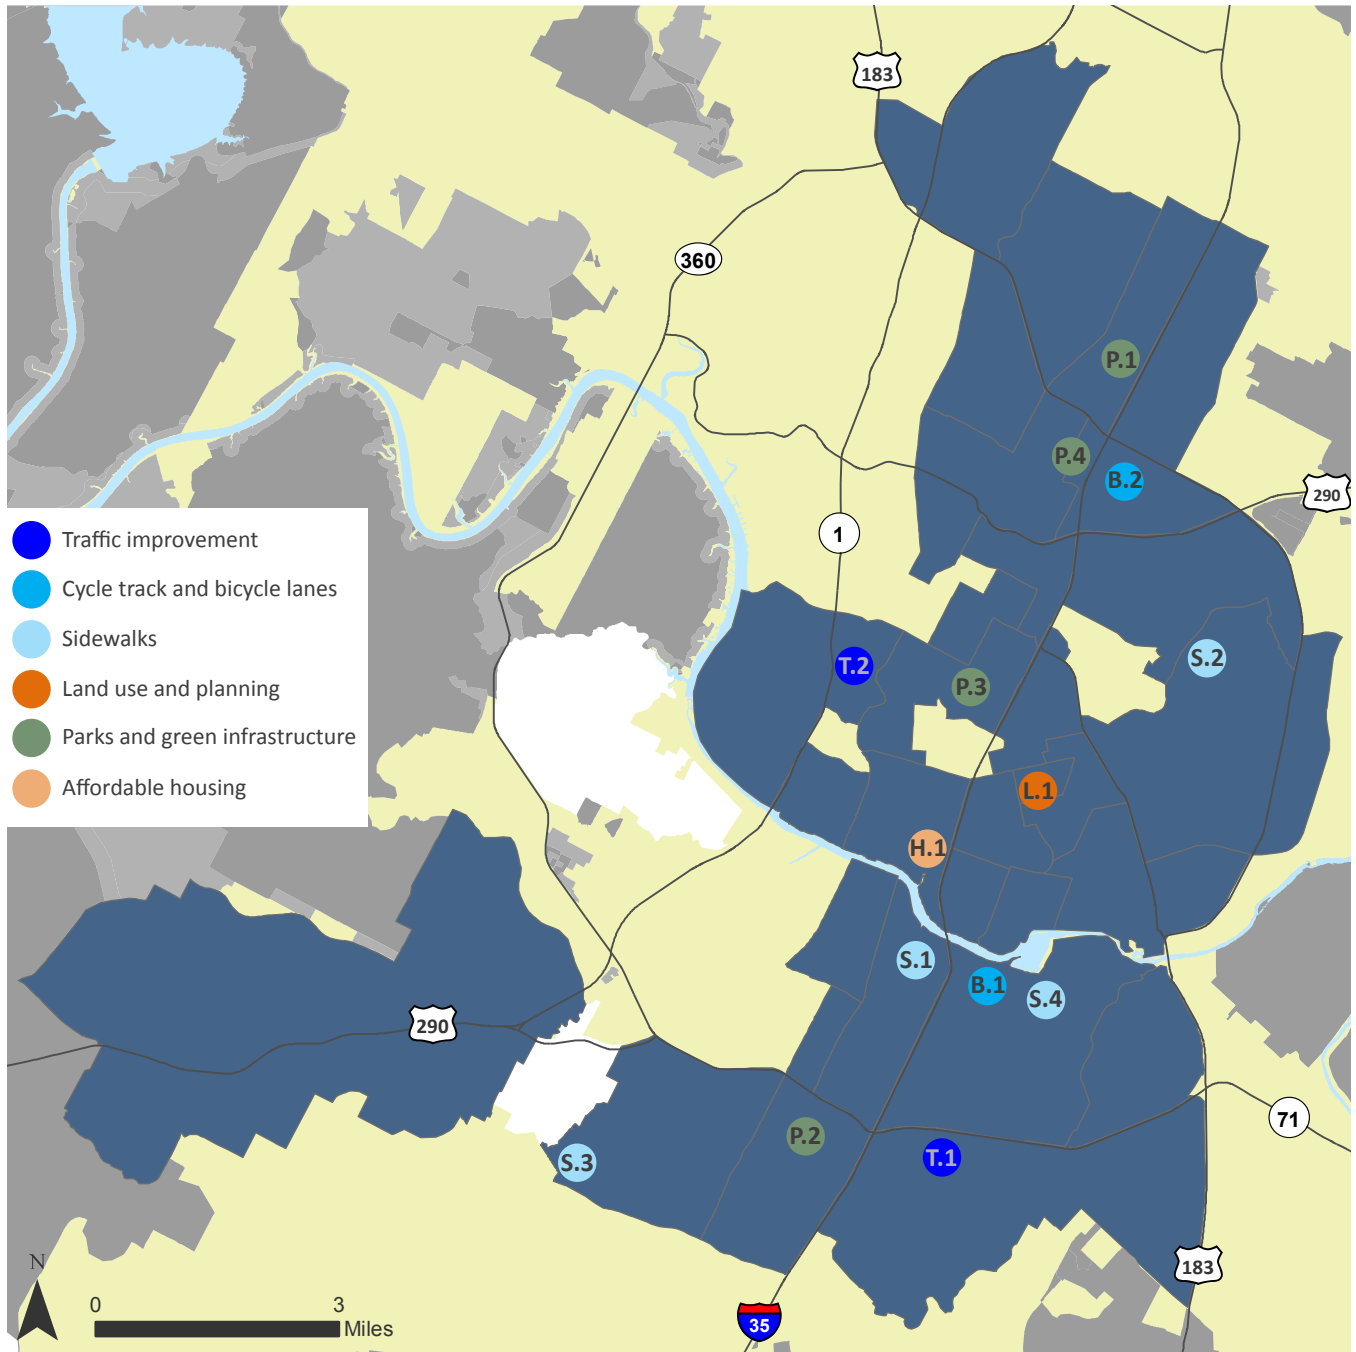 183
360
P.1
P.4
B.2
290
1
Traffic improvement
Cycle track and bicycle lanes
Sidewalks
Land use and planning
Parks and green infrastructure
Affordable housing
T.2
S.2
P.3
L.1
H.1
S.1
B.1
S.4
290
71
P.2
T.1
S.3
N
183
0 3
Miles
35